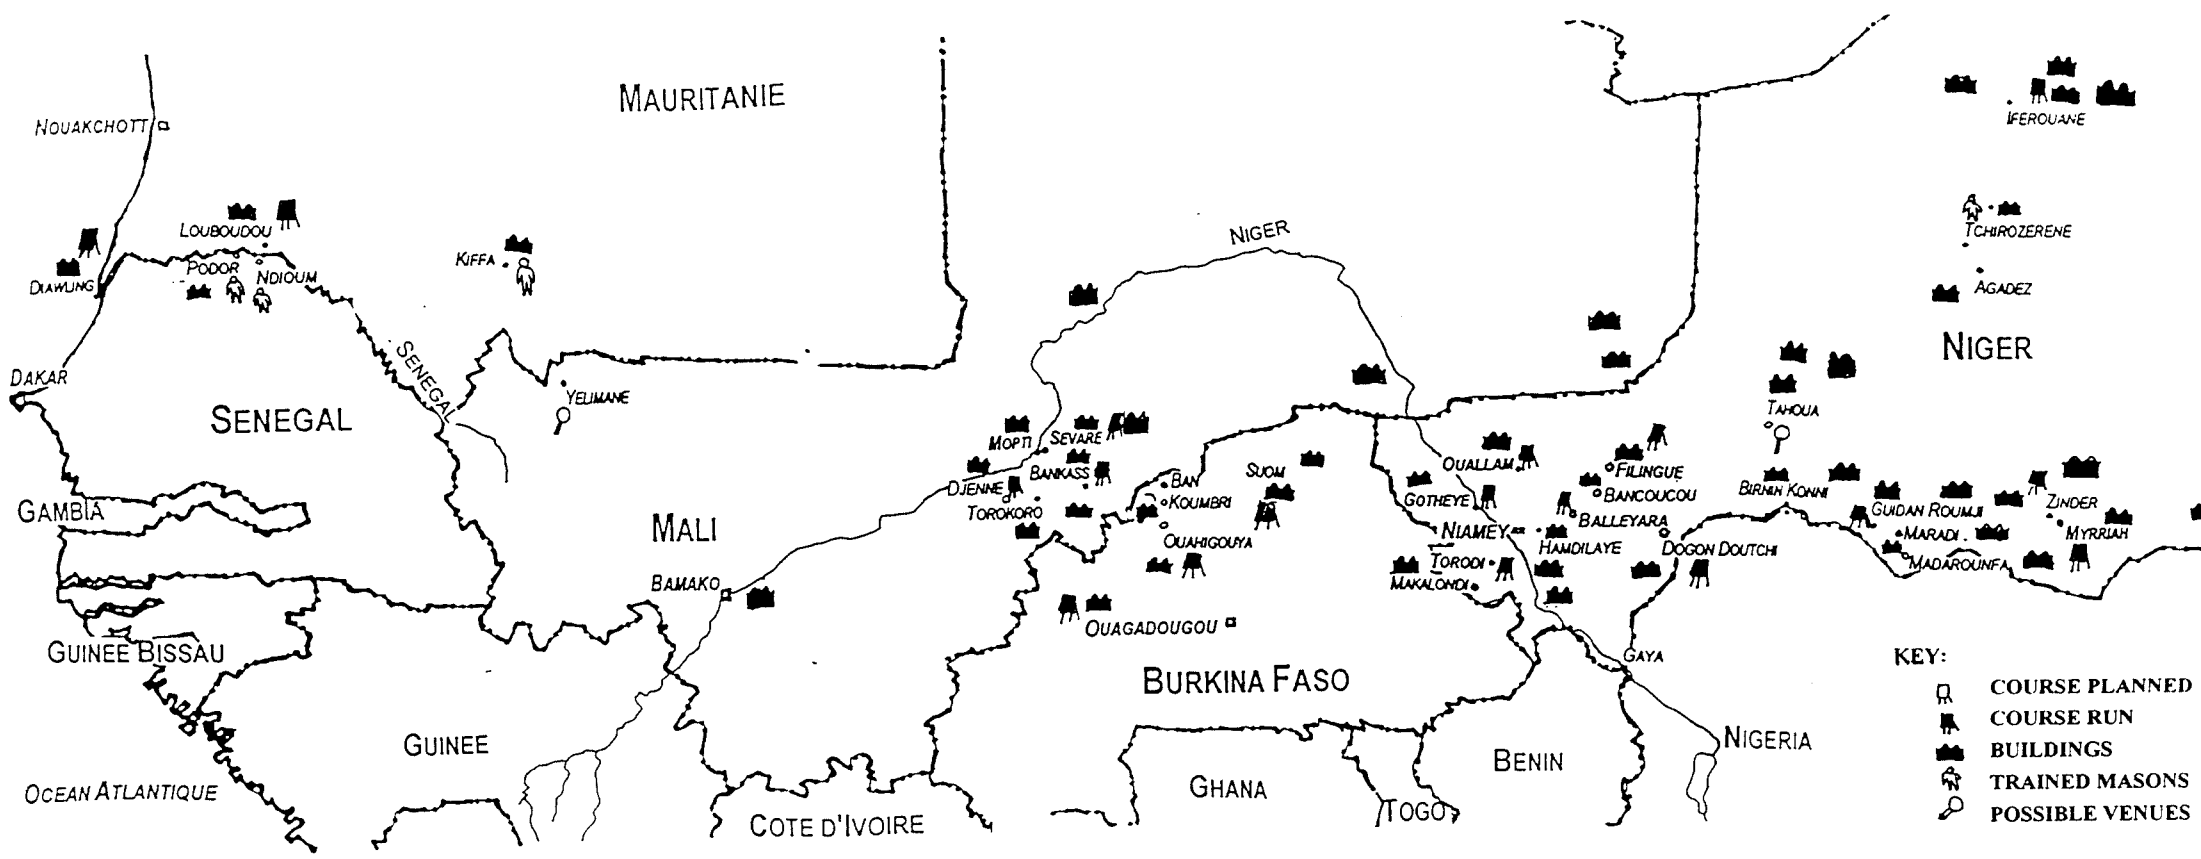 MAURITANIE
NOUAKCHOTT
IFEROUANE
LOUBOUDOU
TCHIROZERENE
NIGER
KIFFA
PODOR
NDIOUM
DIAWLING
AGADEZ
NIGER
SENEGAL
DAKAR
YELIMANE
SENEGAL
TAHOUA
MOPTI
SEVARE
BANKASS
SUOM
OUALLAM
FILINGUE
BAN
DJENNE
KOUMBRI
GOTHEYE
BANCOUCOU
BIRNIN KONNI
TOROKORO
GUIDAN ROUMJI
ZINDER
GAMBIA
MALI
OUAHIGOUYA
NIAMEY
BALLEYARA
MARADI
MYRRIAH
HAMDILAYE
DOGON DOUTCHI
MADAROUNFA
TORODI
BAMAKO
MAKALONDI
OUAGADOUGOU
GUINEE BISSAU
GAYA
BURKINA FASO
KEY:
COURSE PLANNED
COURSE RUN
BUILDINGS
TRAINED MASONS
POSSIBLE VENUES
GUINEE
NIGERIA
BENIN
GHANA
OCEAN ATLANTIQUE
TOGO
COTE D'IVOIRE